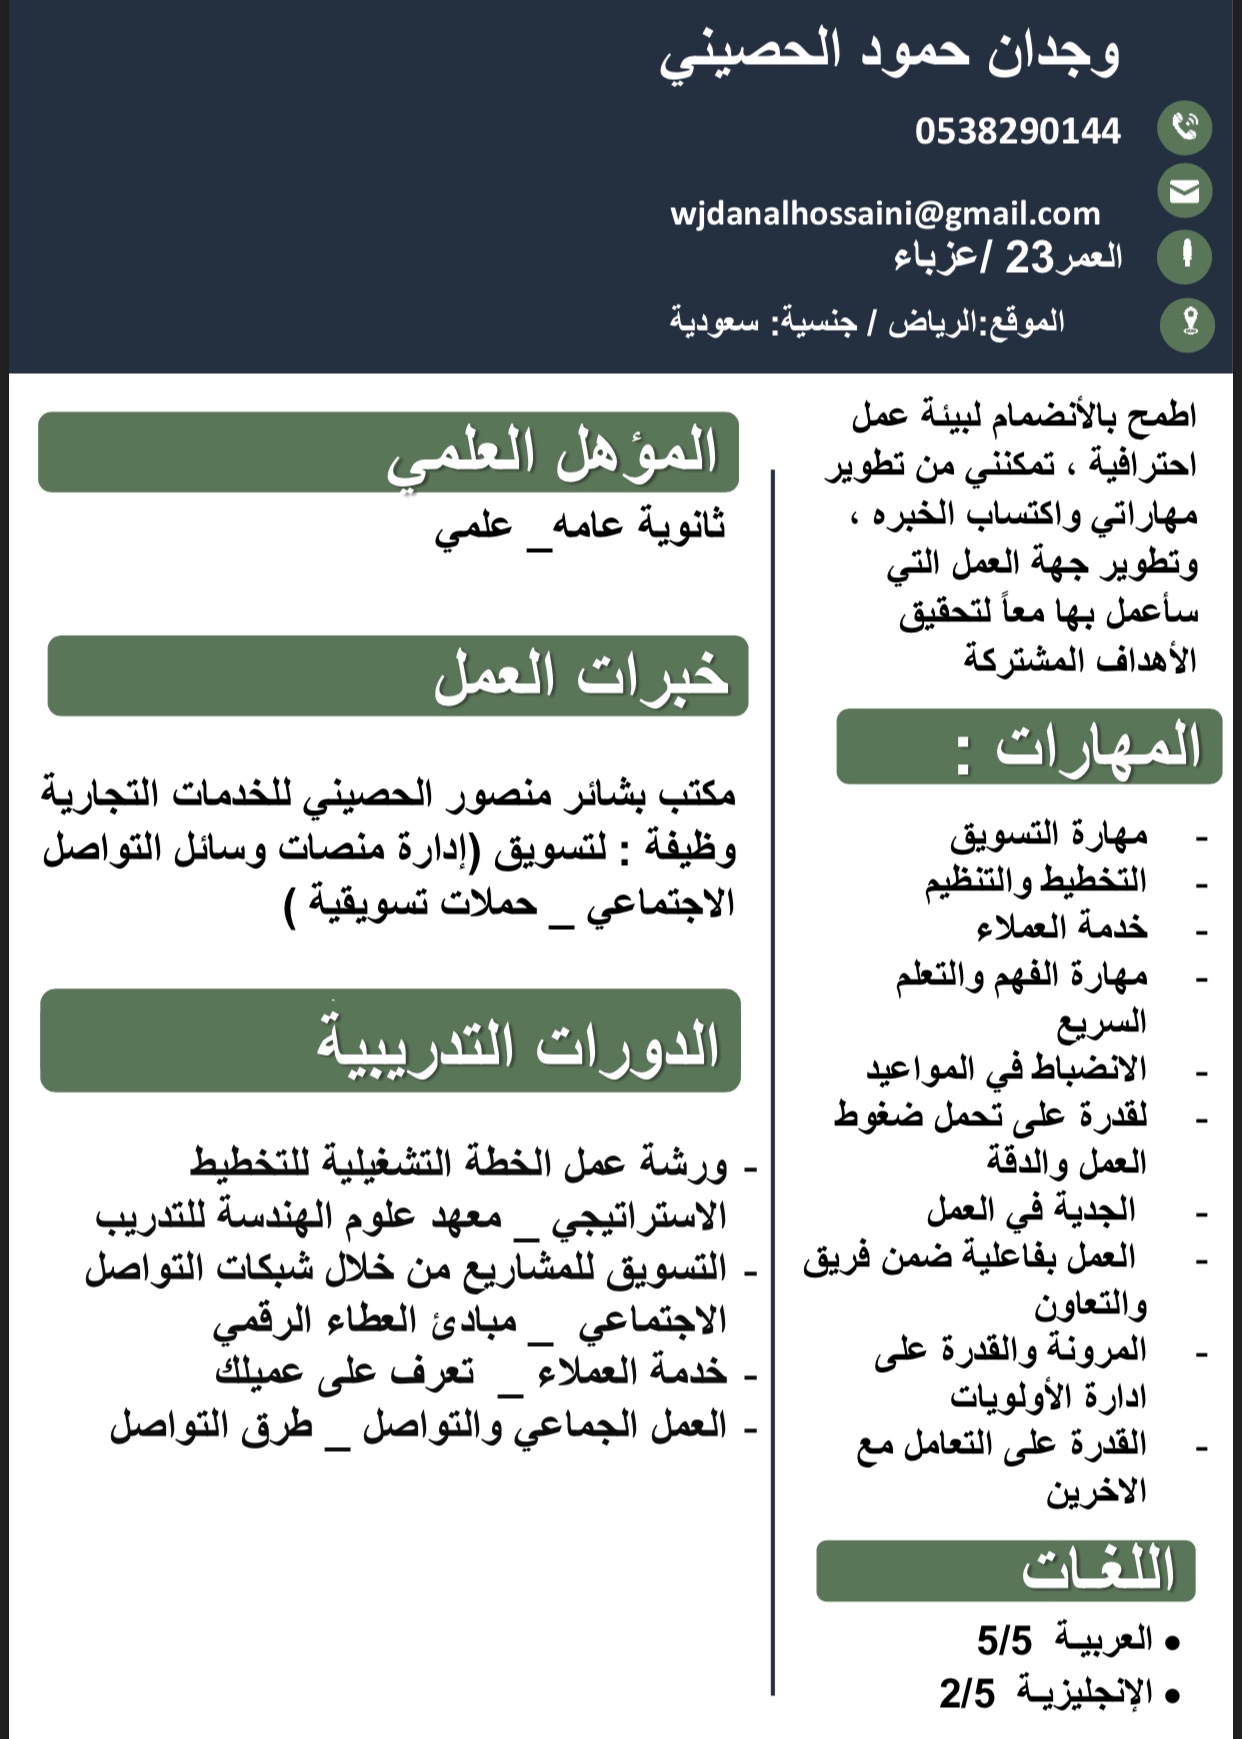 وجدان حمود الحصيني
0538290144
wjdanalhossaini@gmail.com
العمر23 /عزباء
الموقع:الرياض / جنسية: سعودية
اطمح بالأنضمام لبيئة عمل
احترافية ، تمكنني من تطوير
مهاراتي واكتساب الخبره ،
وتطوير جهة العمل التي
سأعمل بها معاً لتحقيق
الأهداف المشتركة
المهارات :
- مهارة التسويق
- التخطيط والتنظيم
- خدمة العملاء
- مهارة الفهم والتعلم
السريع
- الانضباط في المواعيد
- لقدرة على تحمل ضغوط
العمل والدقة
- الجدية في العمل
- العمل بفاعلية ضمن فريق
والتعاون
- المرونة والقدرة على
ادارة الأولويات
- القدرة على التعامل مع
الاخرين
اللغات
• العربية 5/5
• الإنجليزية 2/5
المؤهل العلمي
ثانوية عامه_ علمي
خبرات العمل
مكتب بشائر منصور الحصيني للخدمات التجارية
وظيفة : لتسويق (إدارة منصات وسائل التواصل
الاجتماعي _ حملات تسويقية )
الدورات التدريبية
- ورشة عمل الخطة التشغيلية للتخطيط
الاستراتيجي _ معهد علوم الهندسة للتدريب
- التسويق للمشاريع من خلال شبكات التواصل
الاجتماعي _ مبادئ العطاء الرقمي
- خدمة العملاء _ تعرف على عميلك
- العمل الجماعي والتواصل _ طرق التواصل